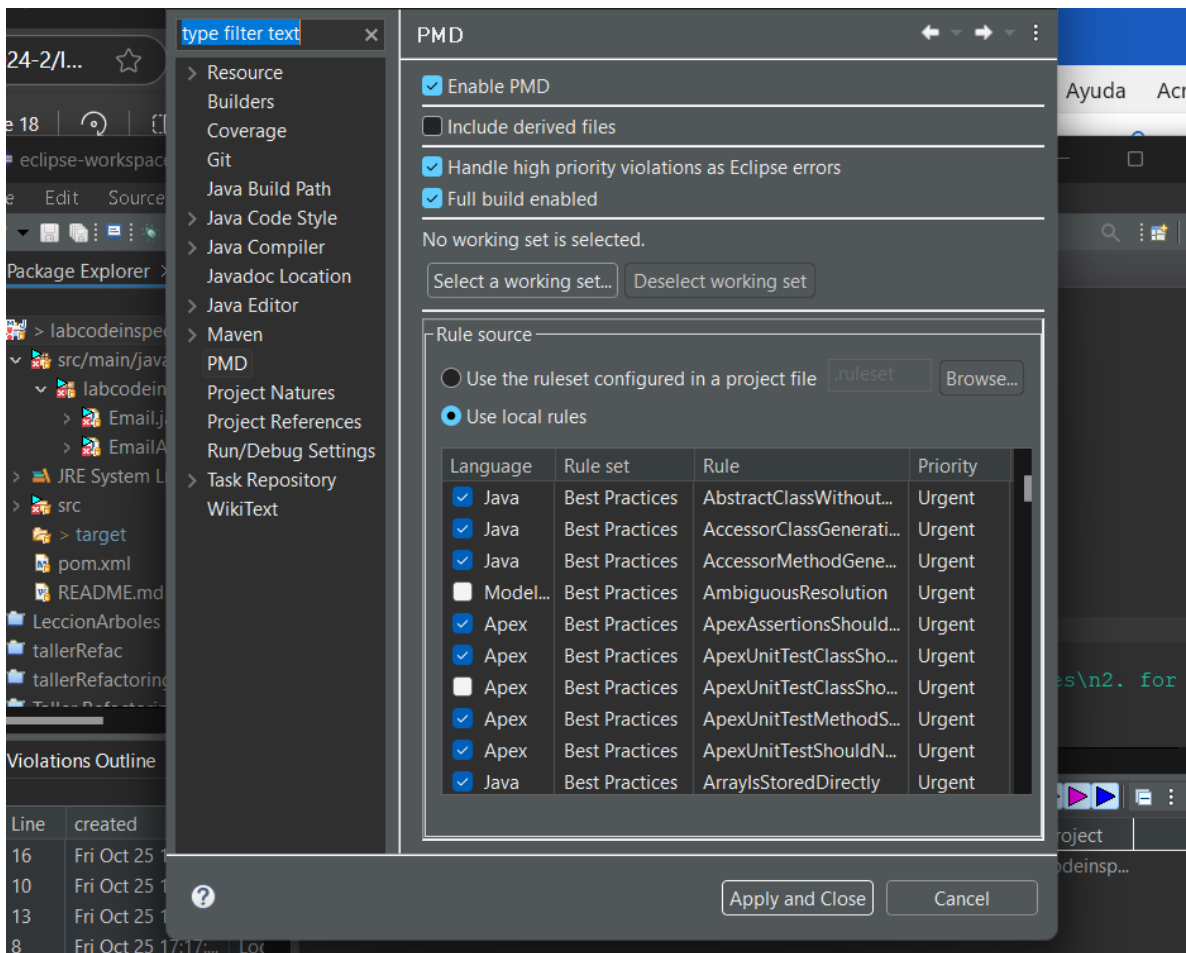 type filter text
Resource
Builders
Coverage
Git
Java Build Path
Java Code Style
Java Compiler
Javadoc Location
Java Editor
Maven
PMD
Project Natures
Project References
Run/Debug Settings
Task Repository
WikiText
PMD
Enable PMD
Include derived files
Handle high priority violations as Eclipse errors
Full build enabled
No working set is selected.
Select a working set... Deselect working set
Rule source
Use the ruleset configured in a project file .ruleset Browse...
Use local rules
Language Rule set Rule Priority
Java Best Practices AbstractClassWithout... Urgent
Java Best Practices AccessorClassGenerati... Urgent
Java Best Practices AccessorMethodGene... Urgent
Model... Best Practices AmbiguousResolution Urgent
Apex Best Practices ApexAssertionsShould... Urgent
Apex Best Practices ApexUnitTestClassSho... Urgent
Apex Best Practices ApexUnitTestClassSho... Urgent
Apex Best Practices ApexUnitTestMethodS... Urgent
Apex Best Practices ApexUnitTestShouldN... Urgent
Java Best Practices ArrayIsStoredDirectly Urgent
Apply and Close Cancel
24-2/l...
e 18
eclipse-workspac
e Edit Source
Package Explorer
> labcodeinspe
src/main/java
labcodein
Email.j
EmailA
JRE System L
src
> target
pom.xml
README.md
LeccionArboles
tallerRefac
tallerRefactoring
Violations Outline
Line created
16 Fri Oct 25 1
10 Fri Oct 25 1
13 Fri Oct 25 1
8 Fri Oct 25 17:17:... Loc
Ayuda Acr
es\n2. for
roject
odeinsp...